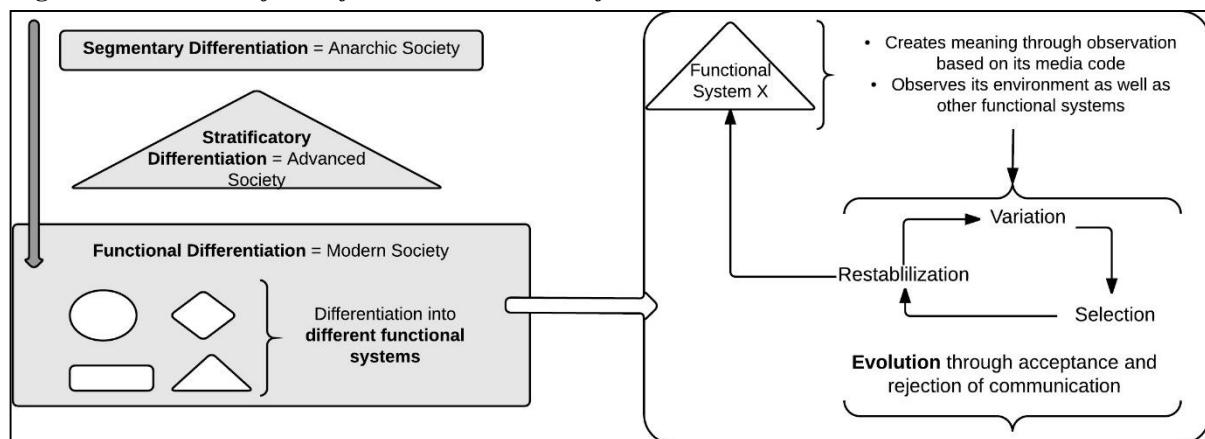 Segmentary Differentiation = Anarchic Society
Stratificatory
Differentiation = Advanced
Society
Functional Differentiation = Modern Society
Differentiation into
different functional
systems
Functional
System X
• Creates meaning through observation
based on its media code
• Observes its environment as well as
other functional systems
Variation
Restablilization
Selection
Evolution through acceptance and
rejection of communication